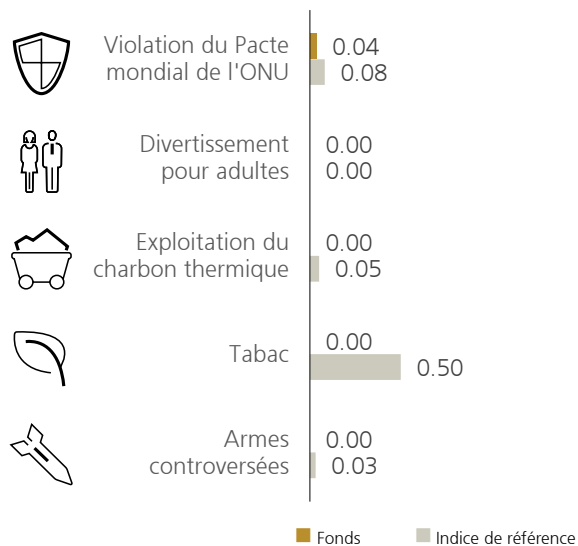 Violation du Pacte
mondial de l'ONU
0.04
0.08
Divertissement
pour adultes
0.00
0.00
Exploitation du
charbon thermique
0.00
0.05
Tabac
0.00
0.50
Armes
controversées
0.00
0.03
Fonds
Indice de référence